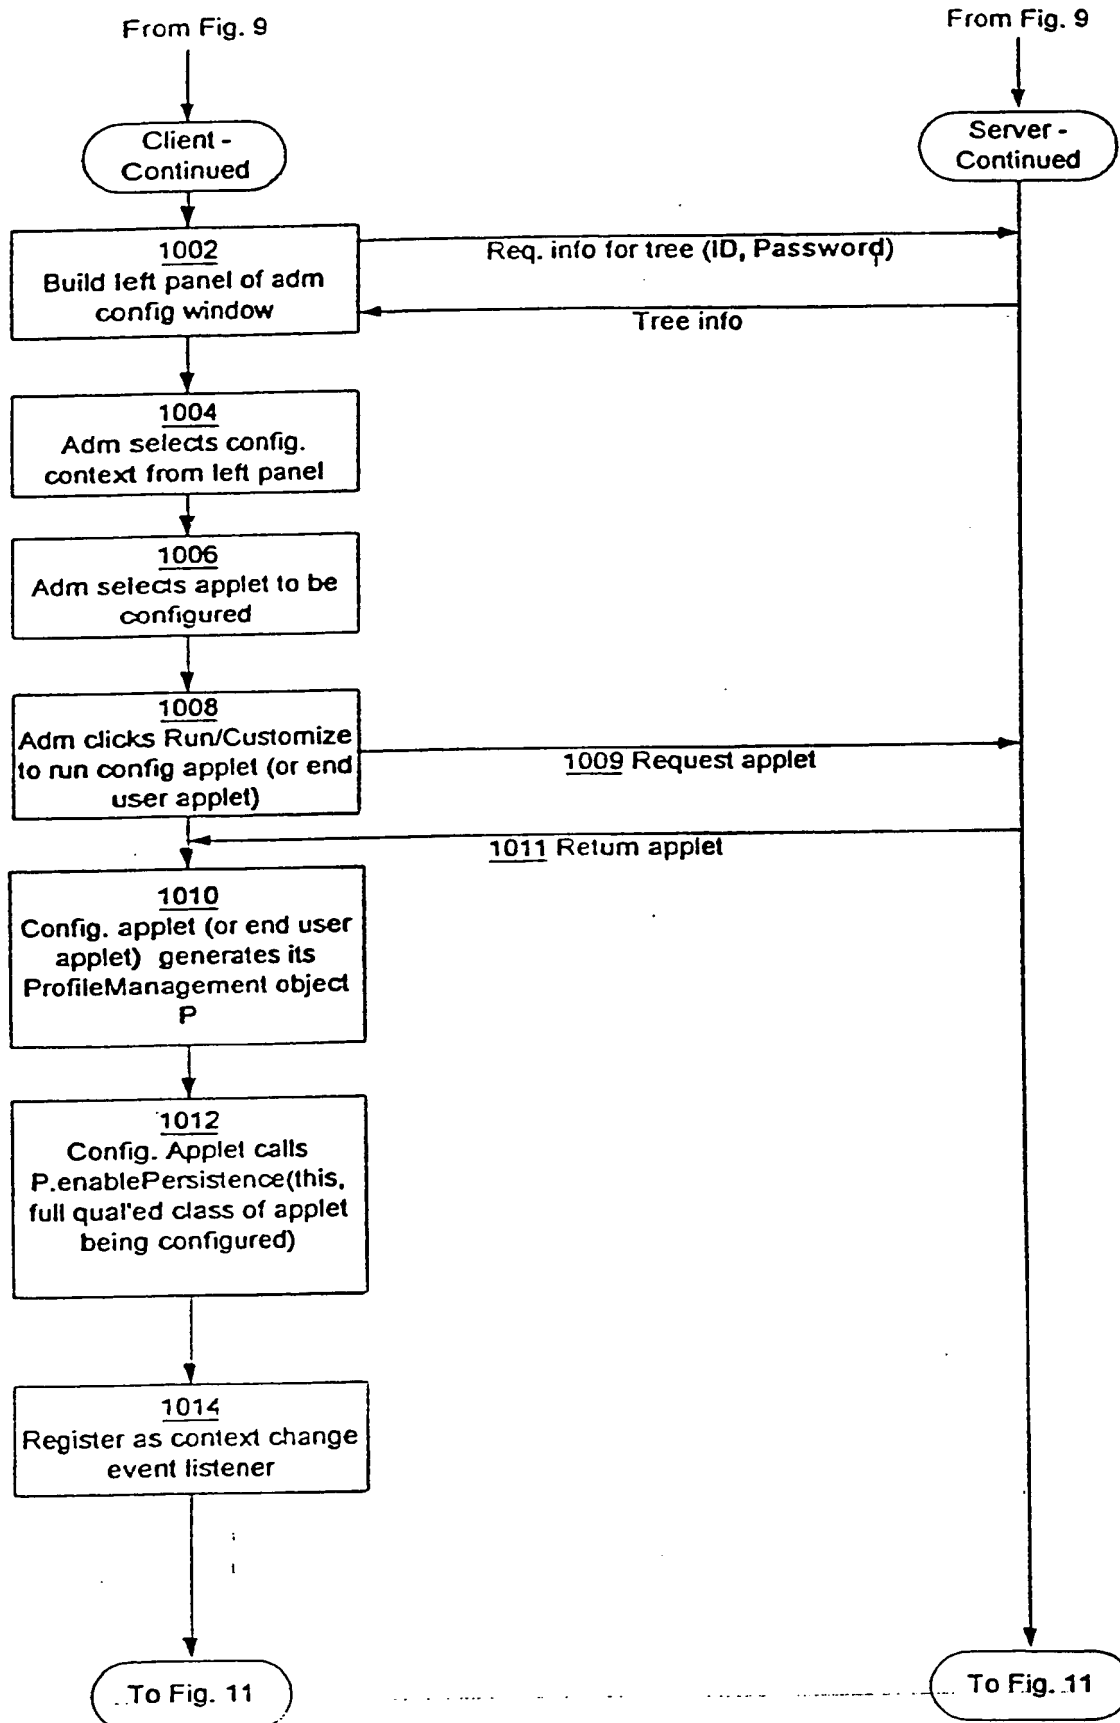 From Fig. 9
From Fig. 9
Client -
Continued
Server -
Continued
1002
Build left panel of adm
config window
Req. info for tree (ID, Password)
Tree info
1004
Adm selects config.
context from left panel
1006
Adm selects applet to be
configured
1008
Adm clicks Run/Customize
to run config applet (or end
user applet)
1009 Request applet
1011 Return applet
1010
Config. applet (or end user
applet) generates its
ProfileManagement object
P
1012
Config. Applet calls
P.enablePersistence(this,
full qual'ed class of applet
being configured)
1014
Register as context change
event listener
To Fig. 11
To Fig. 11